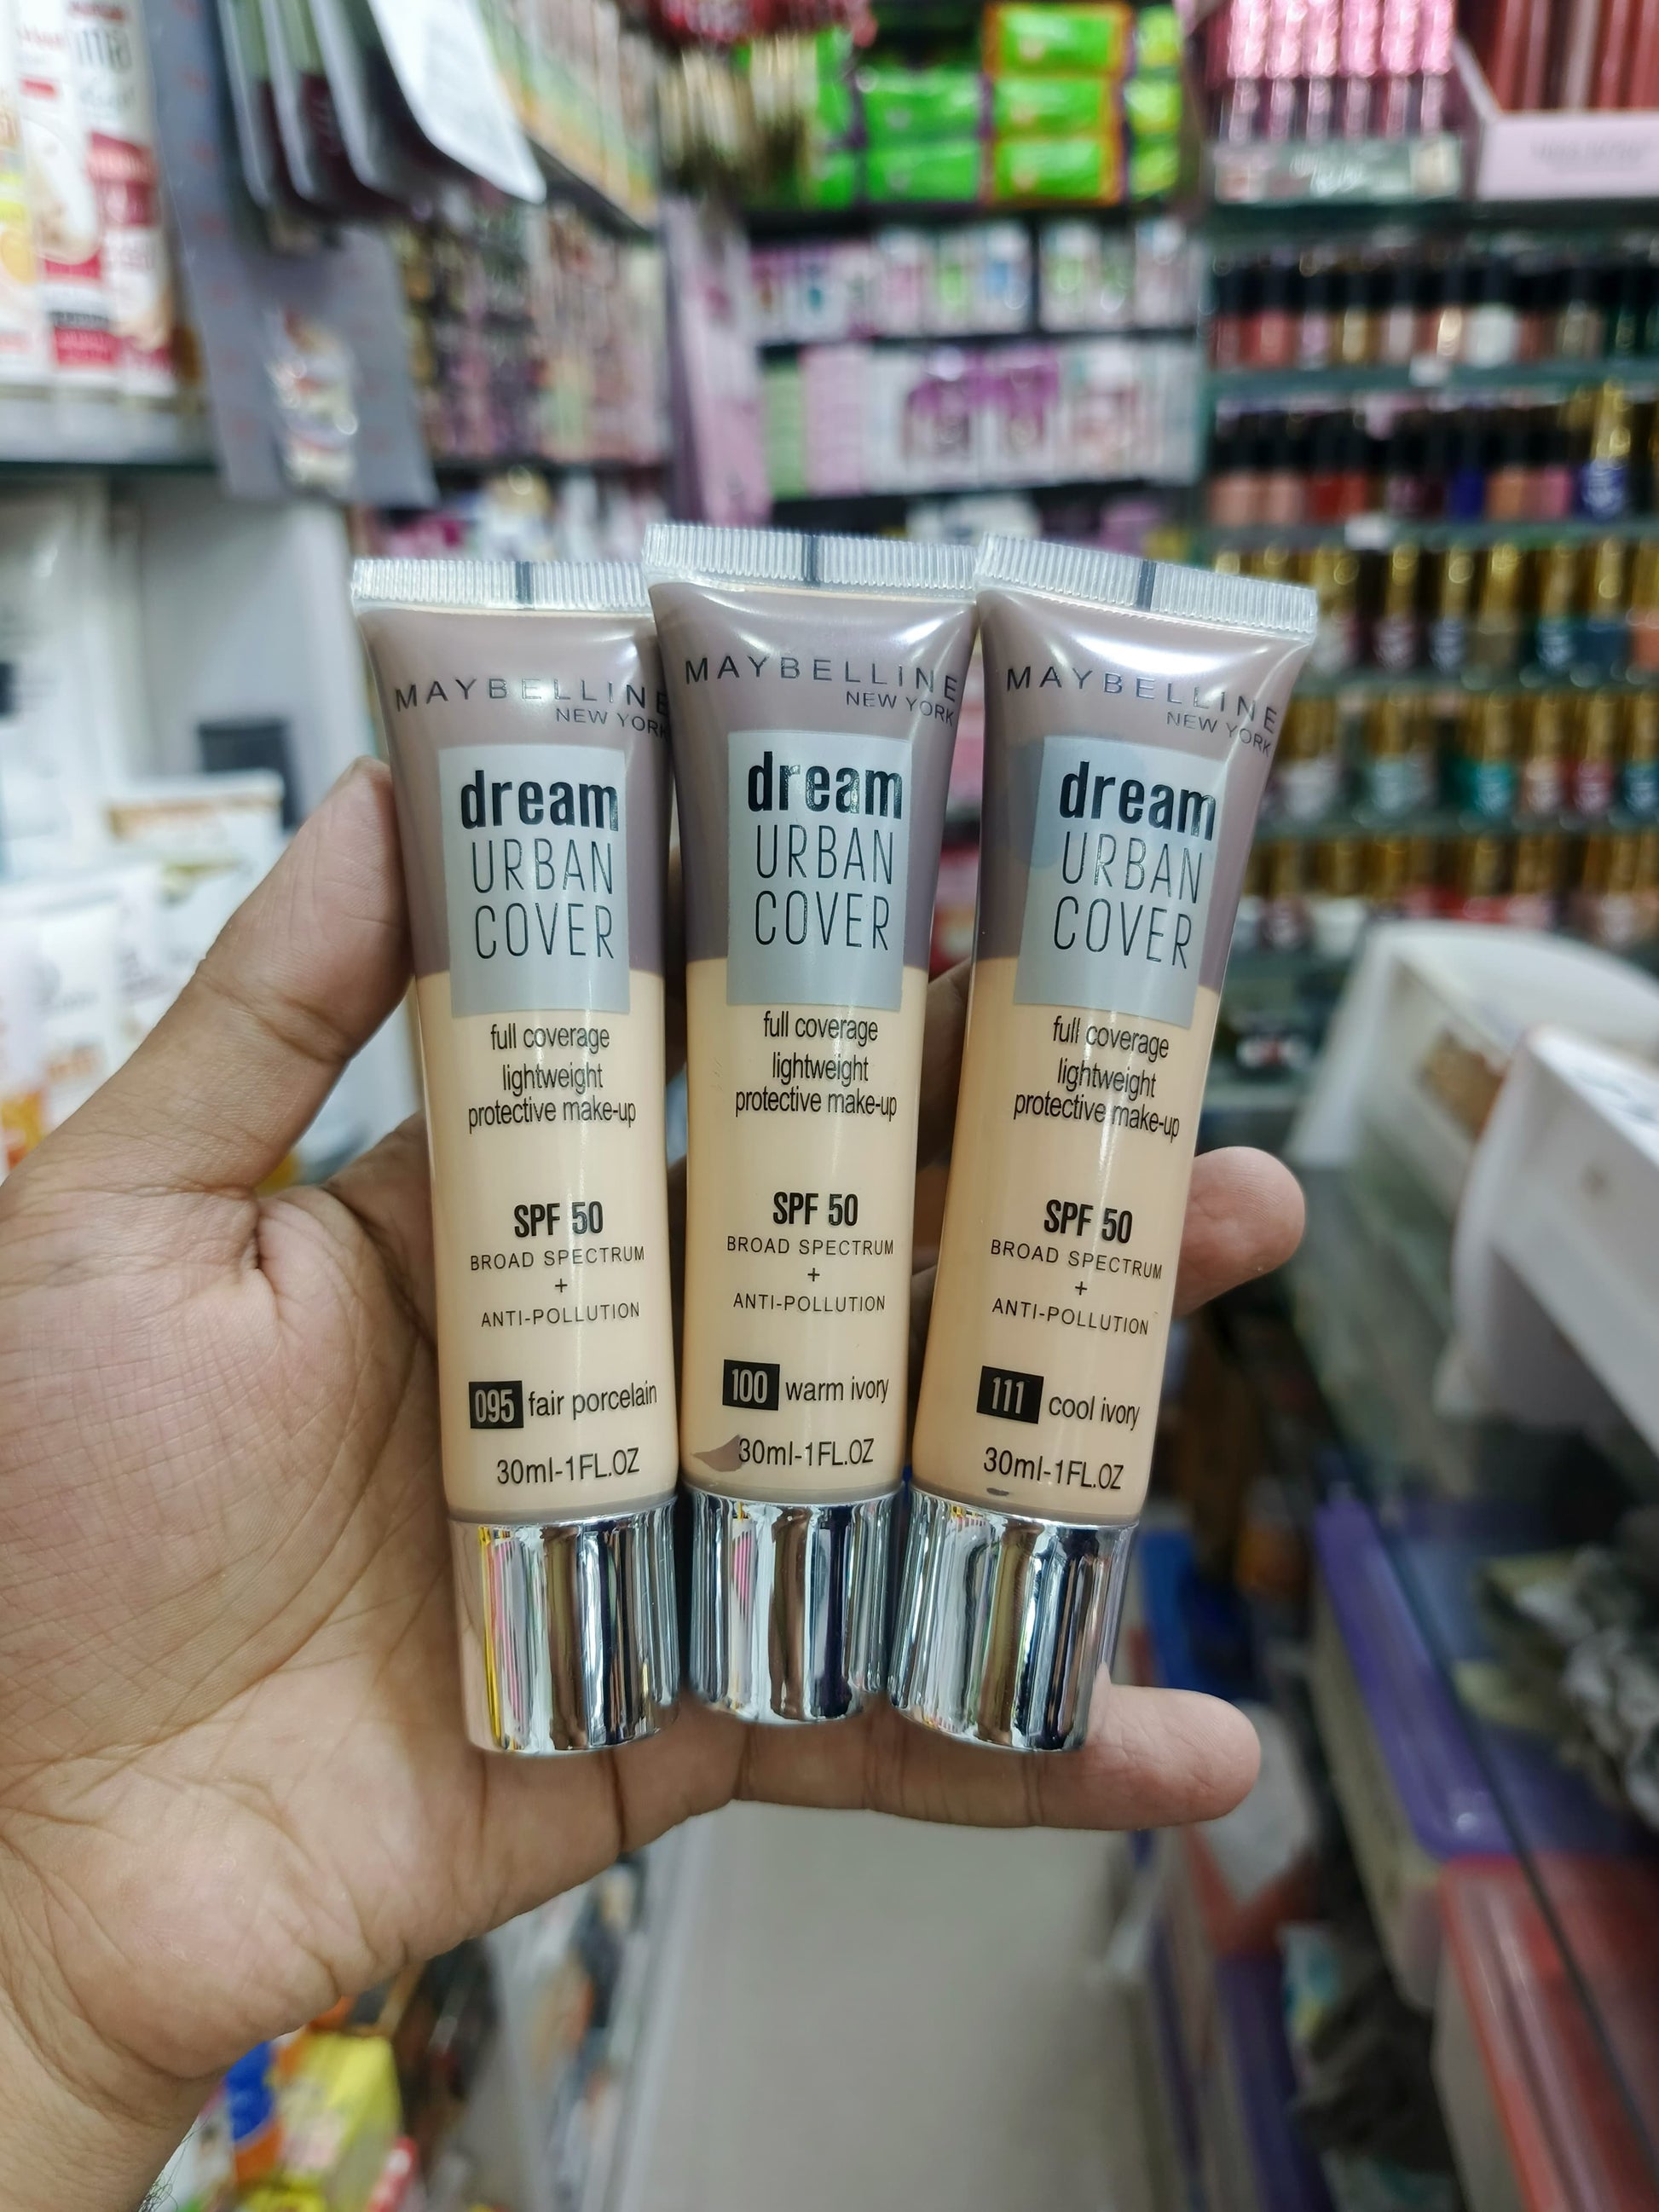 MAYBELLINE
NEW YORK
dream
URBAN
COVER
full coverage
lightweight
protective make-up
SPF 50
BROAD SPECTRUM
+
ANTI-POLLUTION
095 fair porcelain
30ml-1FL.OZ
MAYBELLINE
NEW YORK
dream
URBAN
COVER
full coverage
lightweight
protective make-up
SPF 50
BROAD SPECTRUM
+
ANTI-POLLUTION
100 warm ivory
30ml-1FL.OZ
MAYBELLINE
NEW YORK
dream
URBAN
COVER
full coverage
lightweight
protective make-up
SPF 50
BROAD SPECTRUM
+
ANTI-POLLUTION
111 cool ivory
30ml-1FL.OZ